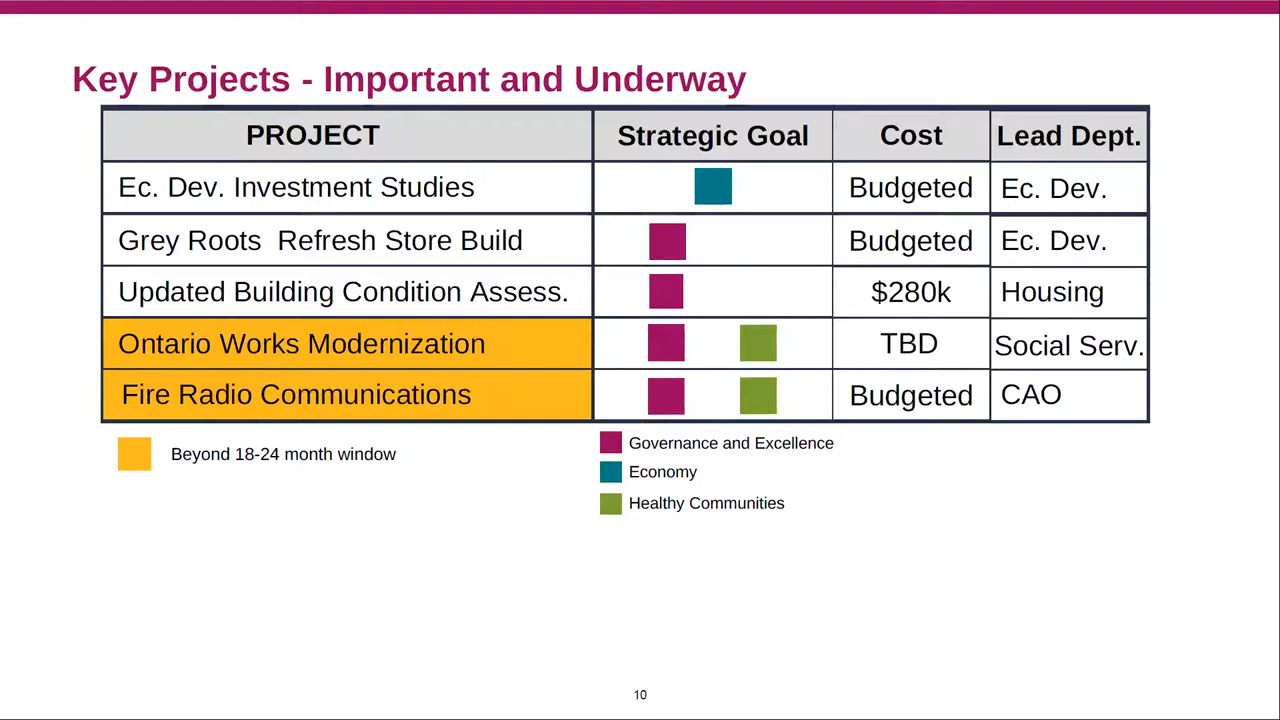 Key Projects - Important and Underway
PROJECT Strategic Goal Cost Lead Dept.
Ec. Dev. Investment Studies Budgeted Ec. Dev.
Grey Roots Refresh Store Build Budgeted Ec. Dev.
Updated Building Condition Assess. $280k Housing
Ontario Works Modernization TBD Social Serv.
Fire Radio Communications Budgeted CAO
Beyond 18-24 month window
Governance and Excellence
Economy
Healthy Communities
10